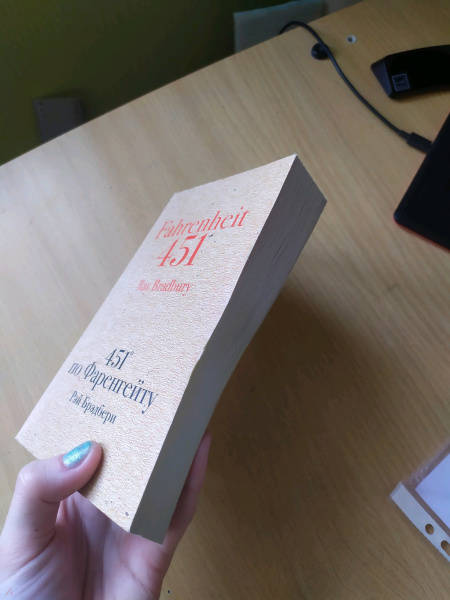 Fahrenheit
451°
Ray Bradbury
451°
по Фаренгейту
Рэй Брэдбери